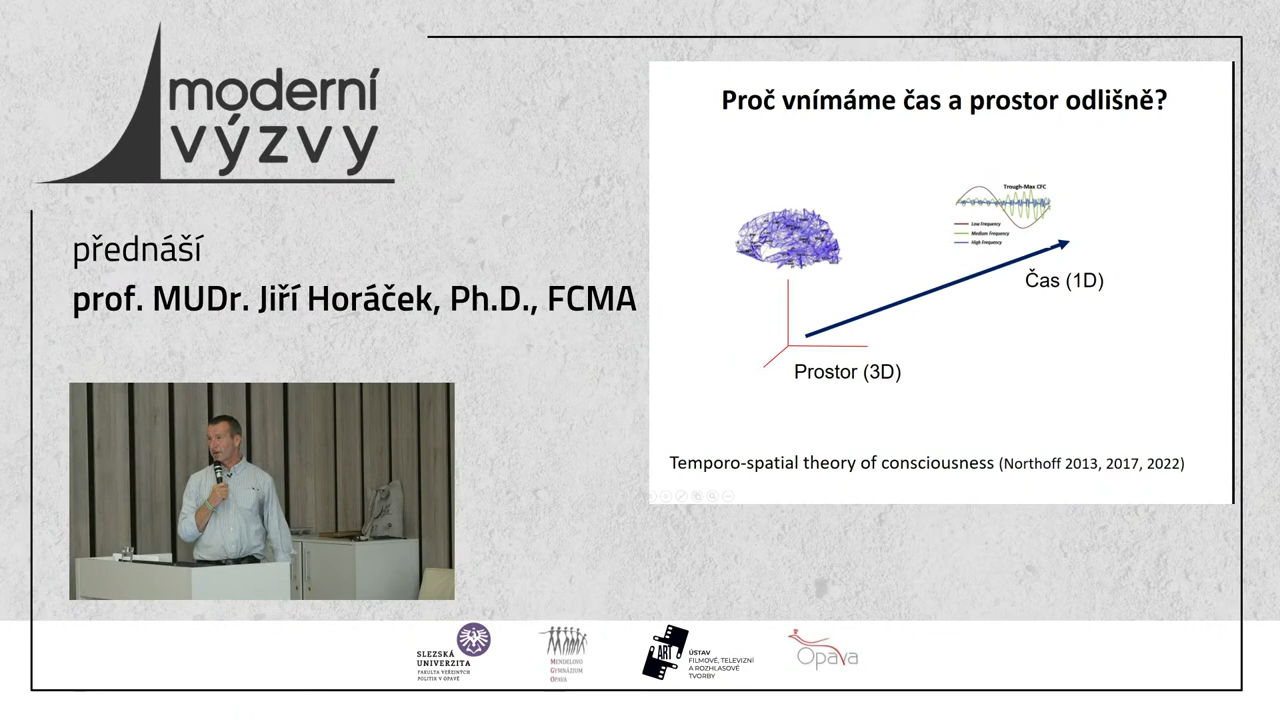 moderní
výzvy
přednáší
prof. MUDr. Jiří Horáček, Ph.D., FCMA
Proč vnímáme čas a prostor odlišně?
Trough-Max CFC
Low Frequency
Medium Frequency
High Frequency
Čas (1D)
Prostor (3D)
Temporo-spatial theory of consciousness (Northoff 2013, 2017, 2022)
SLEZSKÁ
UNIVERZITA
FAKULTA VEŘEJNÝCH
POLITIK V OPAVĚ
MENDELOVO
GYMNÁZIUM
OPAVA
ART
ÚSTAV
FILMOVÉ, TELEVIZNÍ
A ROZHLASOVÉ
TVORBY
Opava